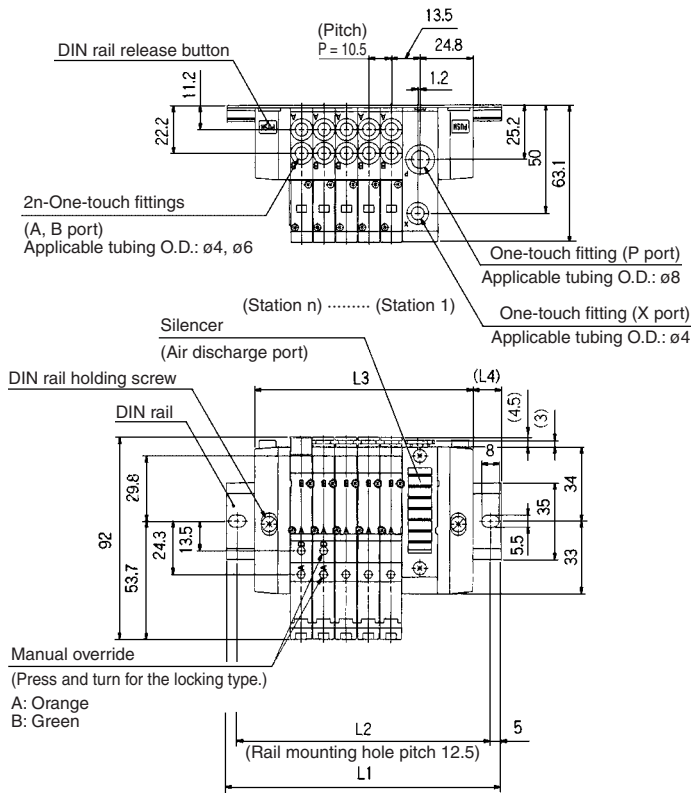 13.5
(Pitch)
P = 10.5
24.8
DIN rail release button
1.2
11.2
22.2
25.2
50
63.1
PUSH
PUSH
A A A A A
B B B B B
P
X
2n-One-touch fittings
(A, B port)
Applicable tubing O.D.: ø4, ø6
One-touch fitting (P port)
Applicable tubing O.D.: ø8
(Station n) ········· (Station 1)
One-touch fitting (X port)
Applicable tubing O.D.: ø4
Silencer
(Air discharge port)
L3
(L4)
DIN rail holding screw
(4.5)
(3)
DIN rail
8
29.8
34
35
92
13.5
24.3
53.7
5.5
33
B B B B B
A A A A A
B B
A A
Manual override
(Press and turn for the locking type.)
A: Orange
B: Green
L2
5
(Rail mounting hole pitch 12.5)
L1